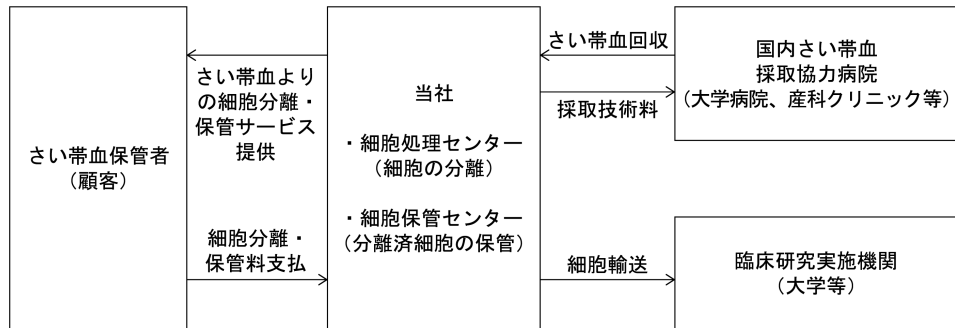 さい帯血保管者
(顧客)
さい帯血より
の細胞分離・
保管サービス
提供
細胞分離・
保管料支払
当社
・細胞処理センター
(細胞の分離)
・細胞保管センター
(分離済細胞の保管)
さい帯血回収
採取技術料
細胞輸送
国内さい帯血
採取協力病院
(大学病院、産科クリニック等)
臨床研究実施機関
(大学等)